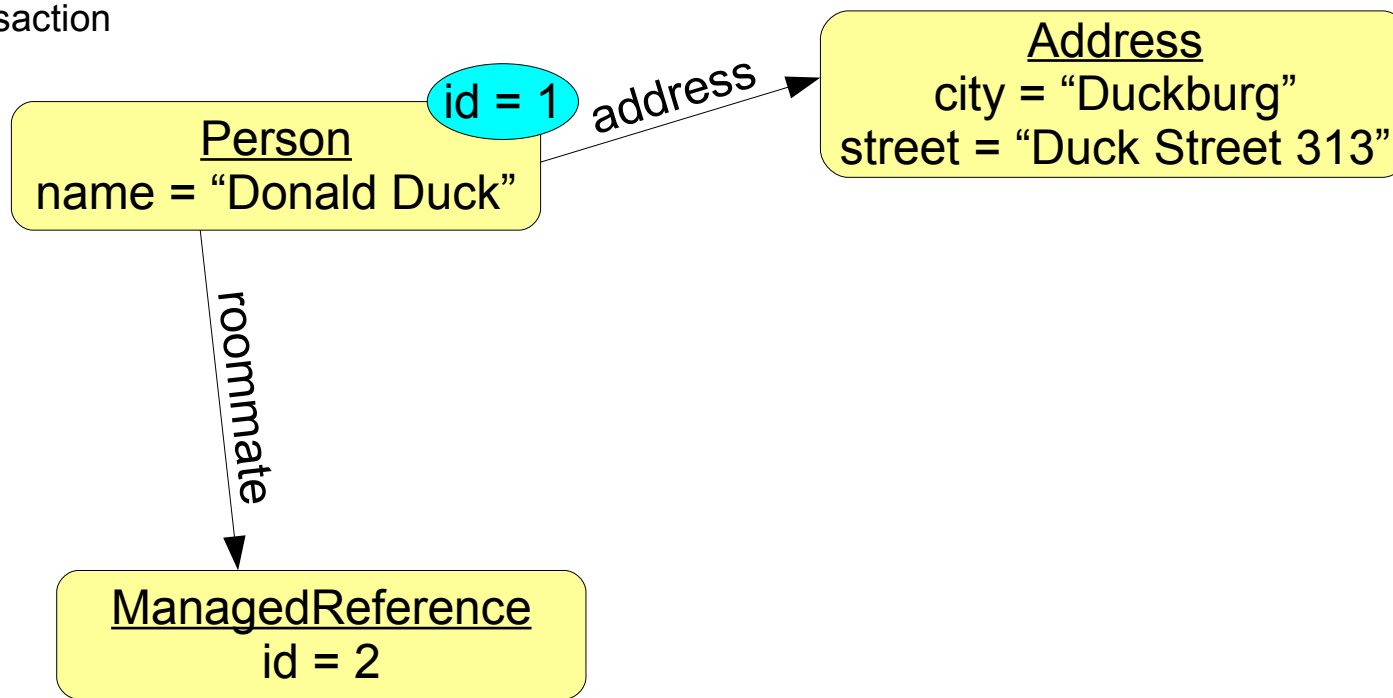 saction
Person
name = “Donald Duck”
id = 1
address
Address
city = “Duckburg”
street = “Duck Street 313”
roommate
ManagedReference
id = 2